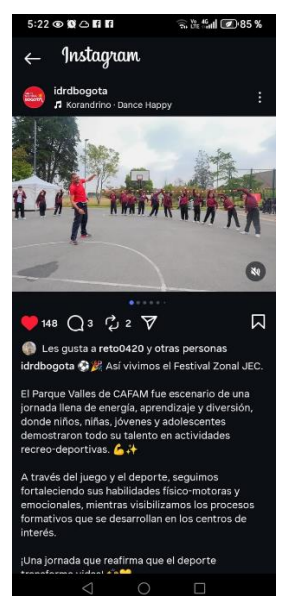 5:22
85 %
Instagram
idrdbogota
Korandrino · Dance Happy
148 3 2
Les gusta a reto0420 y otras personas
idrdbogota ⚽🎉 Así vivimos el Festival Zonal JEC.
El Parque Valles de CAFAM fue escenario de una
jornada llena de energía, aprendizaje y diversión,
donde niños, niñas, jóvenes y adolescentes
demostraron todo su talento en actividades
recreo-deportivas. 💪✨
A través del juego y el deporte, seguimos
fortaleciendo sus habilidades físico-motoras y
emocionales, mientras visibilizamos los procesos
formativos que se desarrollan en los centros de
interés.
¡Una jornada que reafirma que el deporte
transforma vidas!